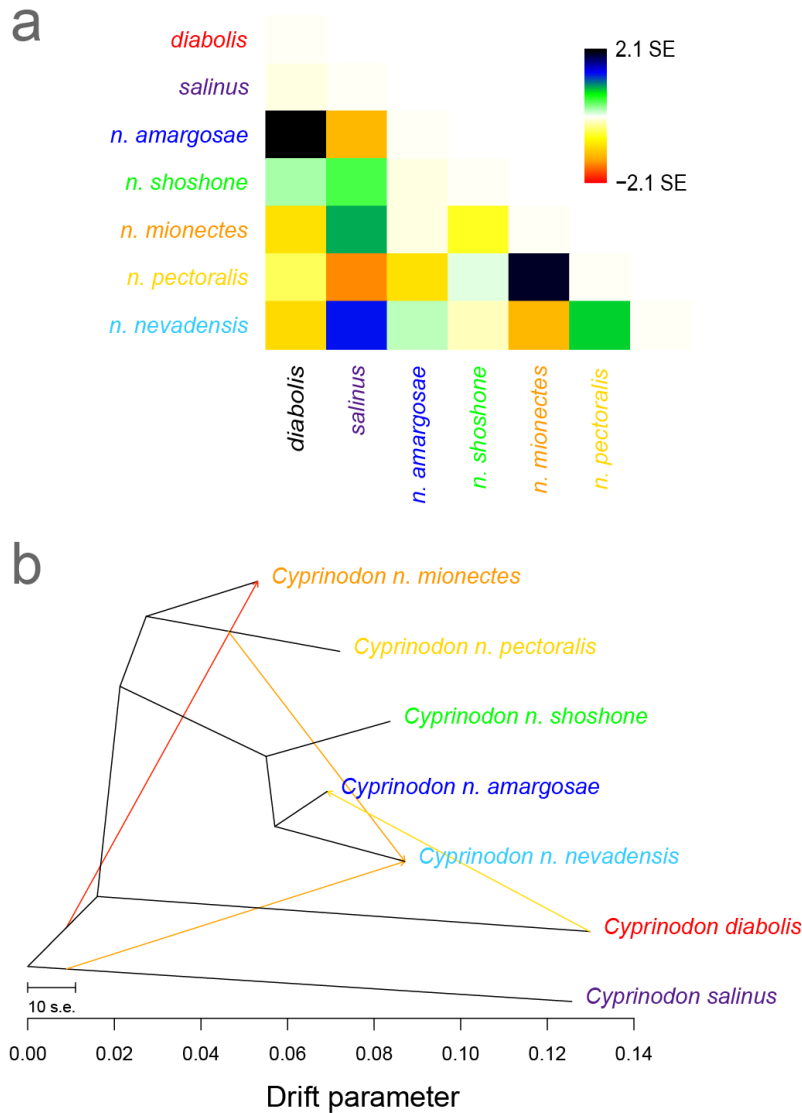 a
diabolis
salinus
n. amargosae
n. shoshone
n. mionectes
n. pectoralis
n. nevadensis
2.1 SE
−2.1 SE
diabolis
salinus
n. amargosae
n. shoshone
n. mionectes
n. pectoralis
b
Cyprinodon n. mionectes
Cyprinodon n. pectoralis
Cyprinodon n. shoshone
Cyprinodon n. amargosae
Cyprinodon n. nevadensis
Cyprinodon diabolis
Cyprinodon salinus
10 s.e.
0.00 0.02 0.04 0.06 0.08 0.10 0.12 0.14
Drift parameter